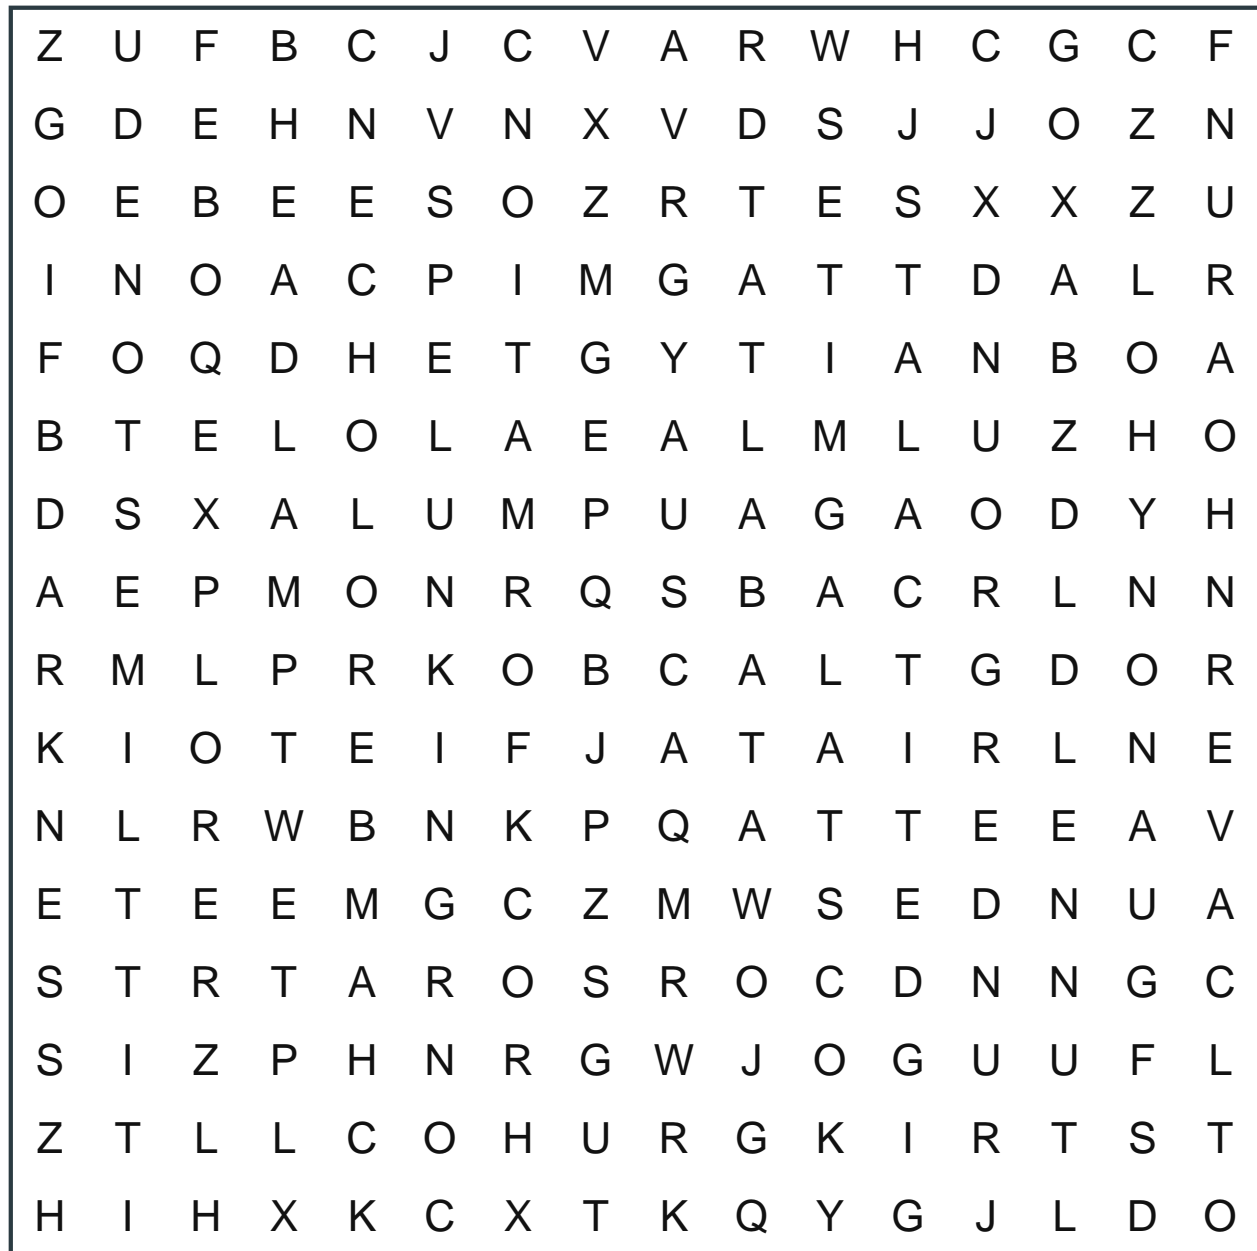 Z U F B C J C V A R W H C G C F
G D E H N V N X V D S J J O Z N
O E B E E S O Z R T E S X X Z U
I N O A C P I M G A T T D A L R
F O Q D H E T G Y T I A N B O A
B T E L O L A E A L M L U Z H O
D S X A L U M P U A G A O D Y H
A E P M O N R Q S B A C R L N N
R M L P R K O B C A L T G D O R
K I O T E I F J A T A I R L N E
N L R W B N K P Q A T T E E A V
E T E E M G C Z M W S E D N U A
S T R T A R O S R O C D N N G C
S I Z P H N R G W J O G U U F L
Z T L L C O H U R G K I R T S T
H I H X K C X T K Q Y G J L D O